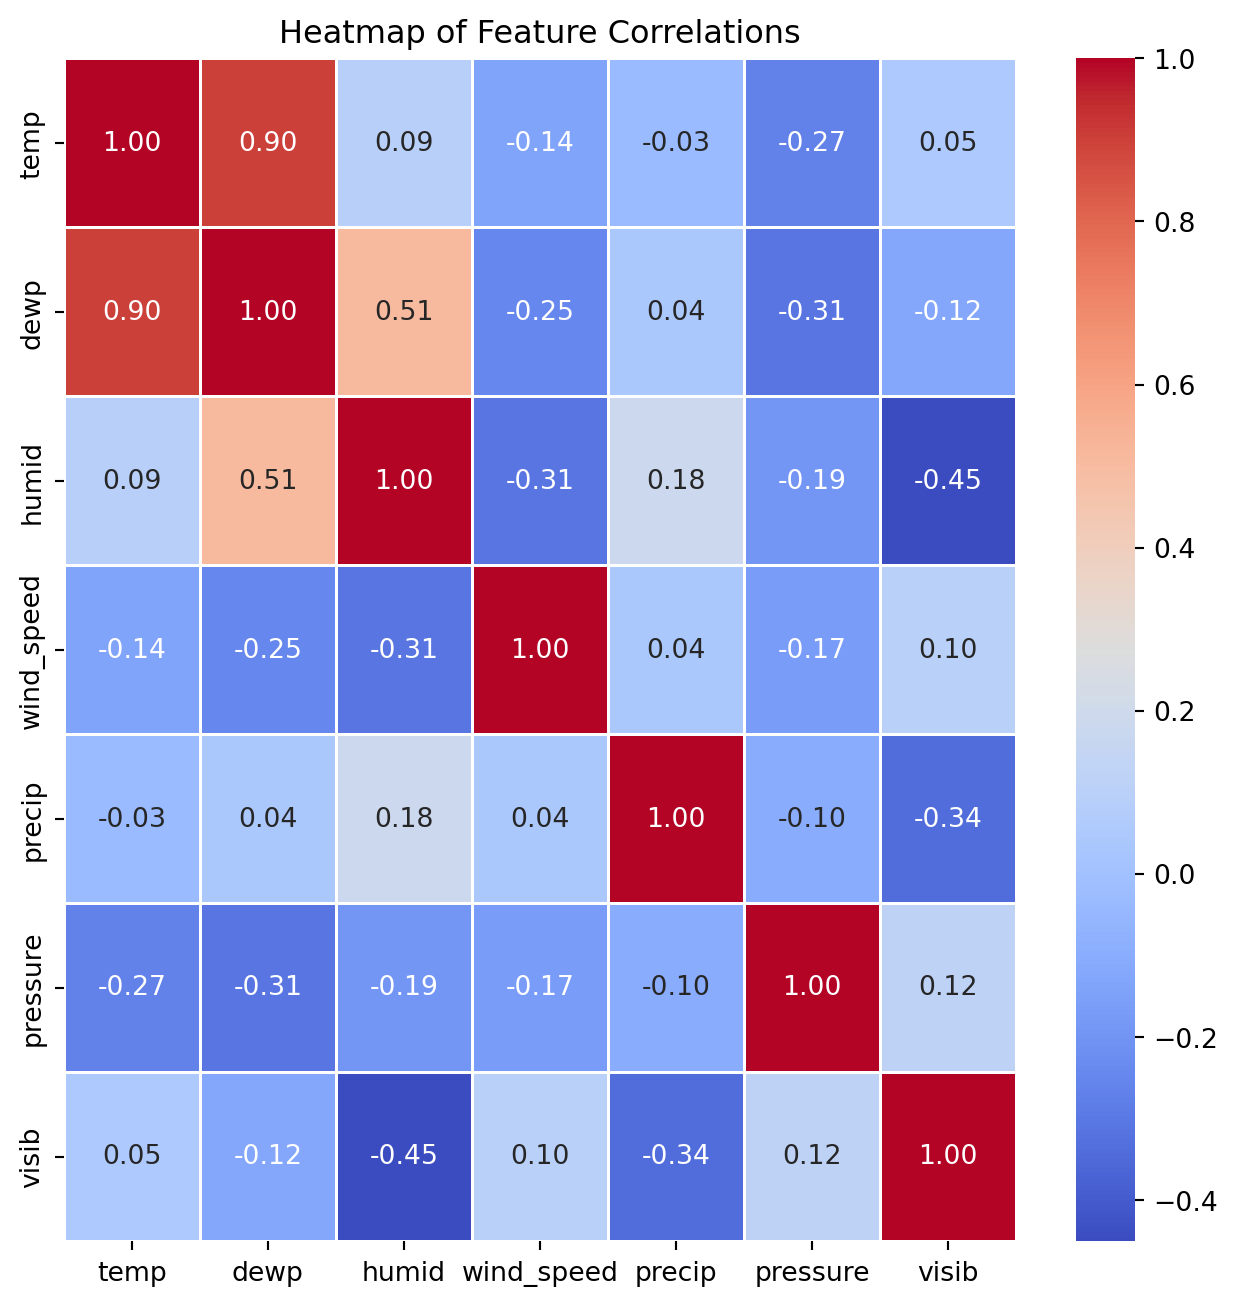 Heatmap of Feature Correlations
temp 1.00 0.90 0.09 -0.14 -0.03 -0.27 0.05
dewp 0.90 1.00 0.51 -0.25 0.04 -0.31 -0.12
humid 0.09 0.51 1.00 -0.31 0.18 -0.19 -0.45
wind_speed -0.14 -0.25 -0.31 1.00 0.04 -0.17 0.10
precip -0.03 0.04 0.18 0.04 1.00 -0.10 -0.34
pressure -0.27 -0.31 -0.19 -0.17 -0.10 1.00 0.12
visib 0.05 -0.12 -0.45 0.10 -0.34 0.12 1.00
temp dewp humid wind_speed precip pressure visib
1.0
0.8
0.6
0.4
0.2
0.0
−0.2
−0.4